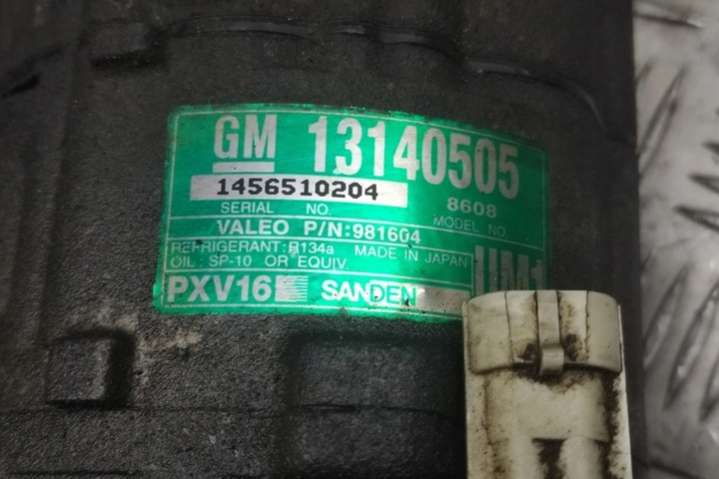 GM 13140505
1456510204
8608
SERIAL NO. MODEL NO.
VALEO P/N:981604
REFRIGERANT:R134a MADE IN JAPAN
OIL: SP-10 OR EQUIV
PXV16 SANDEN